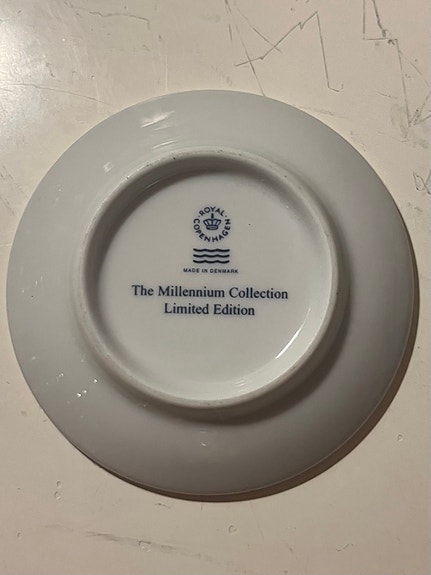 ROYAL
COPENHAGEN
MADE IN DENMARK
The Millennium Collection
Limited Edition